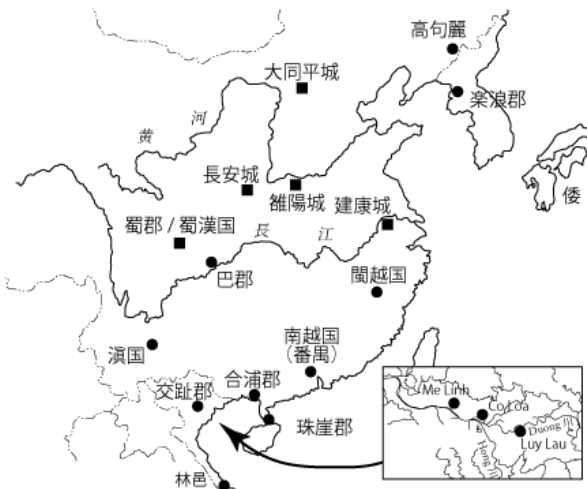 高句麗
大同平城
楽浪郡
黄河
長安城
雒陽城
建康城
倭
蜀郡 / 蜀漢国
長江
巴郡
閩越国
滇国
南越国
(番禺)
合浦郡
交趾郡
珠崖郡
林邑
Me Linh
Co Loa
Duong 川
Luy Lau
Hong 川